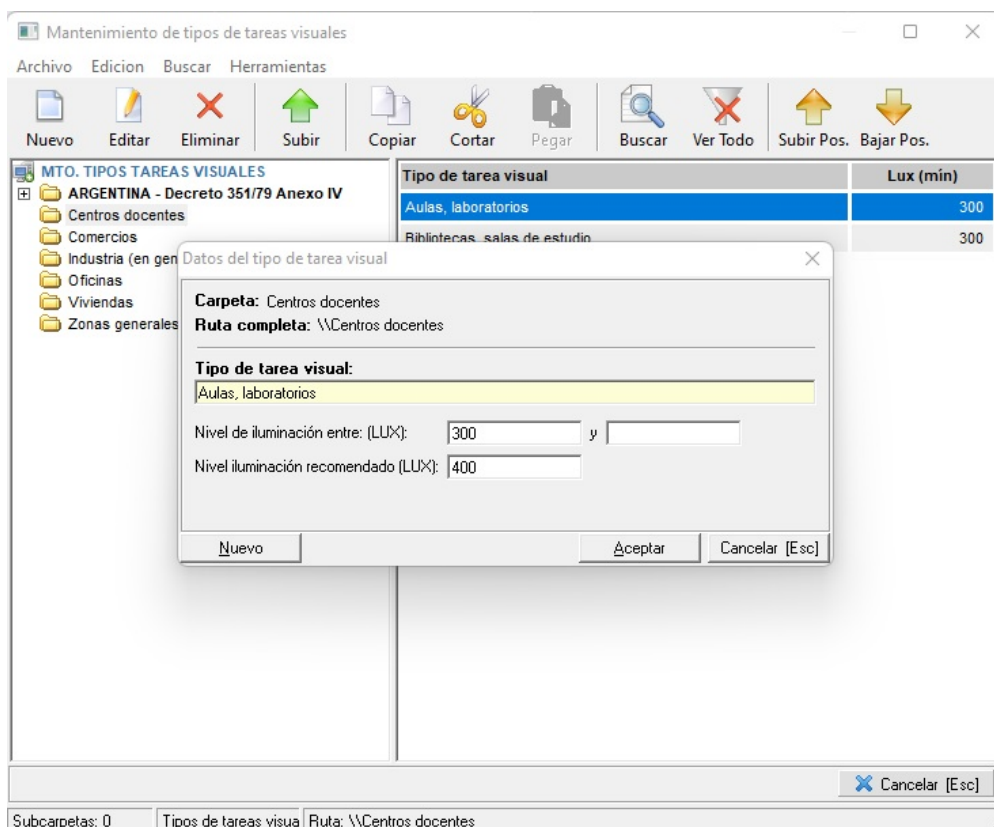 Mantenimiento de tipos de tareas visuales
Archivo Edicion Buscar Herramientas
Nuevo Editar Eliminar Subir Copiar Cortar Pegar Buscar Ver Todo Subir Pos. Bajar Pos.
MTO. TIPOS TAREAS VISUALES
ARGENTINA - Decreto 351/79 Anexo IV
Centros docentes
Comercios
Industria (en gen
Oficinas
Viviendas
Zonas generales
Tipo de tarea visual Lux (mín)
Aulas, laboratorios 300
Bibliotecas, salas de estudio 300
Datos del tipo de tarea visual
Carpeta: Centros docentes
Ruta completa: \\Centros docentes
Tipo de tarea visual:
Aulas, laboratorios
Nivel de iluminación entre: (LUX): 300 y
Nivel iluminación recomendado (LUX): 400
Nuevo Aceptar Cancelar [Esc]
Cancelar [Esc]
Subcarpetas: 0 Tipos de tareas visua Ruta: \\Centros docentes